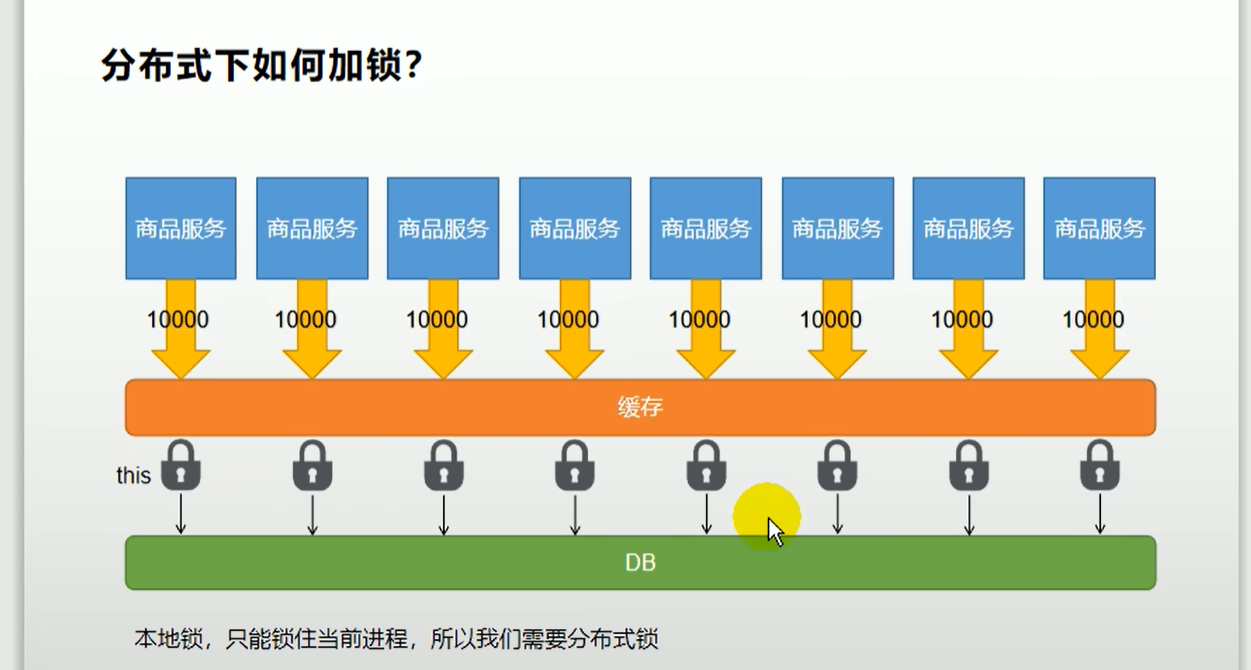 分布式下如何加锁？
商品服务 商品服务 商品服务 商品服务 商品服务 商品服务 商品服务 商品服务
10000 10000 10000 10000 10000 10000 10000 10000
缓存
this
DB
本地锁，只能锁住当前进程，所以我们需要分布式锁